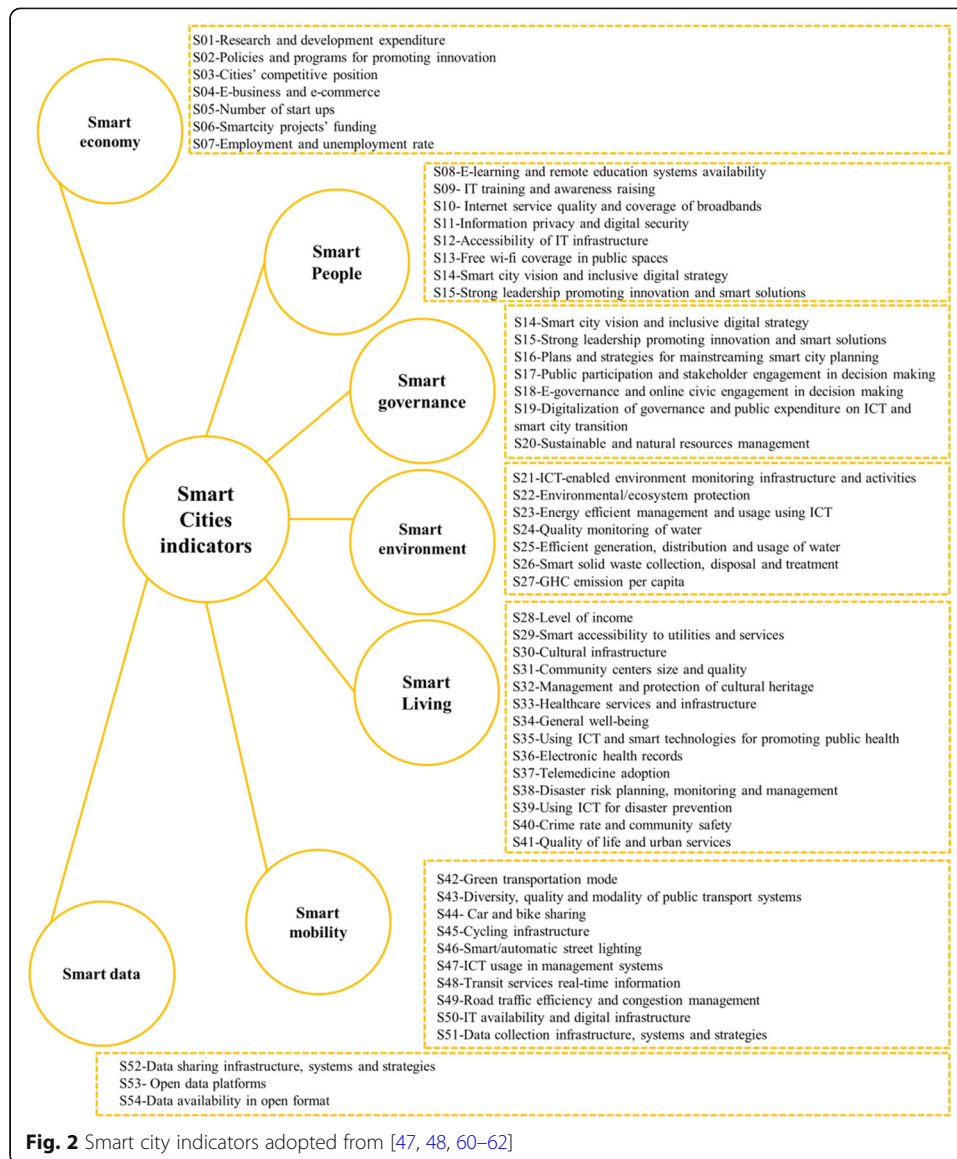 S01-Research and development expenditure
S02-Policies and programs for promoting innovation
S03-Cities' competitive position
S04-E-business and e-commerce
S05-Number of start ups
S06-Smartcity projects' funding
S07-Employment and unemployment rate
Smart
economy
S08-E-learning and remote education systems availability
S09- IT training and awareness raising
S10- Internet service quality and coverage of broadbands
S11-Information privacy and digital security
S12-Accessibility of IT infrastructure
S13-Free wi-fi coverage in public spaces
S14-Smart city vision and inclusive digital strategy
S15-Strong leadership promoting innovation and smart solutions
Smart
People
S14-Smart city vision and inclusive digital strategy
S15-Strong leadership promoting innovation and smart solutions
S16-Plans and strategies for mainstreaming smart city planning
S17-Public participation and stakeholder engagement in decision making
S18-E-governance and online civic engagement in decision making
S19-Digitalization of governance and public expenditure on ICT and
smart city transition
S20-Sustainable and natural resources management
Smart
governance
Smart
Cities
indicators
S21-ICT-enabled environment monitoring infrastructure and activities
S22-Environmental/ecosystem protection
S23-Energy efficient management and usage using ICT
S24-Quality monitoring of water
S25-Efficient generation, distribution and usage of water
S26-Smart solid waste collection, disposal and treatment
S27-GHC emission per capita
Smart
environment
S28-Level of income
S29-Smart accessibility to utilities and services
S30-Cultural infrastructure
S31-Community centers size and quality
S32-Management and protection of cultural heritage
S33-Healthcare services and infrastructure
S34-General well-being
S35-Using ICT and smart technologies for promoting public health
S36-Electronic health records
S37-Telemedicine adoption
S38-Disaster risk planning, monitoring and management
S39-Using ICT for disaster prevention
S40-Crime rate and community safety
S41-Quality of life and urban services
Smart
Living
S42-Green transportation mode
S43-Diversity, quality and modality of public transport systems
S44- Car and bike sharing
S45-Cycling infrastructure
S46-Smart/automatic street lighting
S47-ICT usage in management systems
S48-Transit services real-time information
S49-Road traffic efficiency and congestion management
S50-IT availability and digital infrastructure
S51-Data collection infrastructure, systems and strategies
Smart
mobility
Smart data
S52-Data sharing infrastructure, systems and strategies
S53- Open data platforms
S54-Data availability in open format
Fig. 2 Smart city indicators adopted from [47, 48, 60–62]